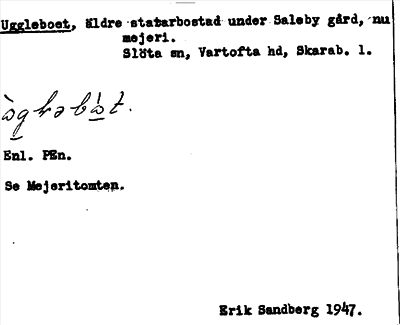 Uggleboet, äldre statarbostad under Saleby gård, nu
mejeri.
Slöta sn, Vartofta hd, Skarab. l.
Enl. PEn.
Se Mejeritomten.
Erik Sandberg 1947.